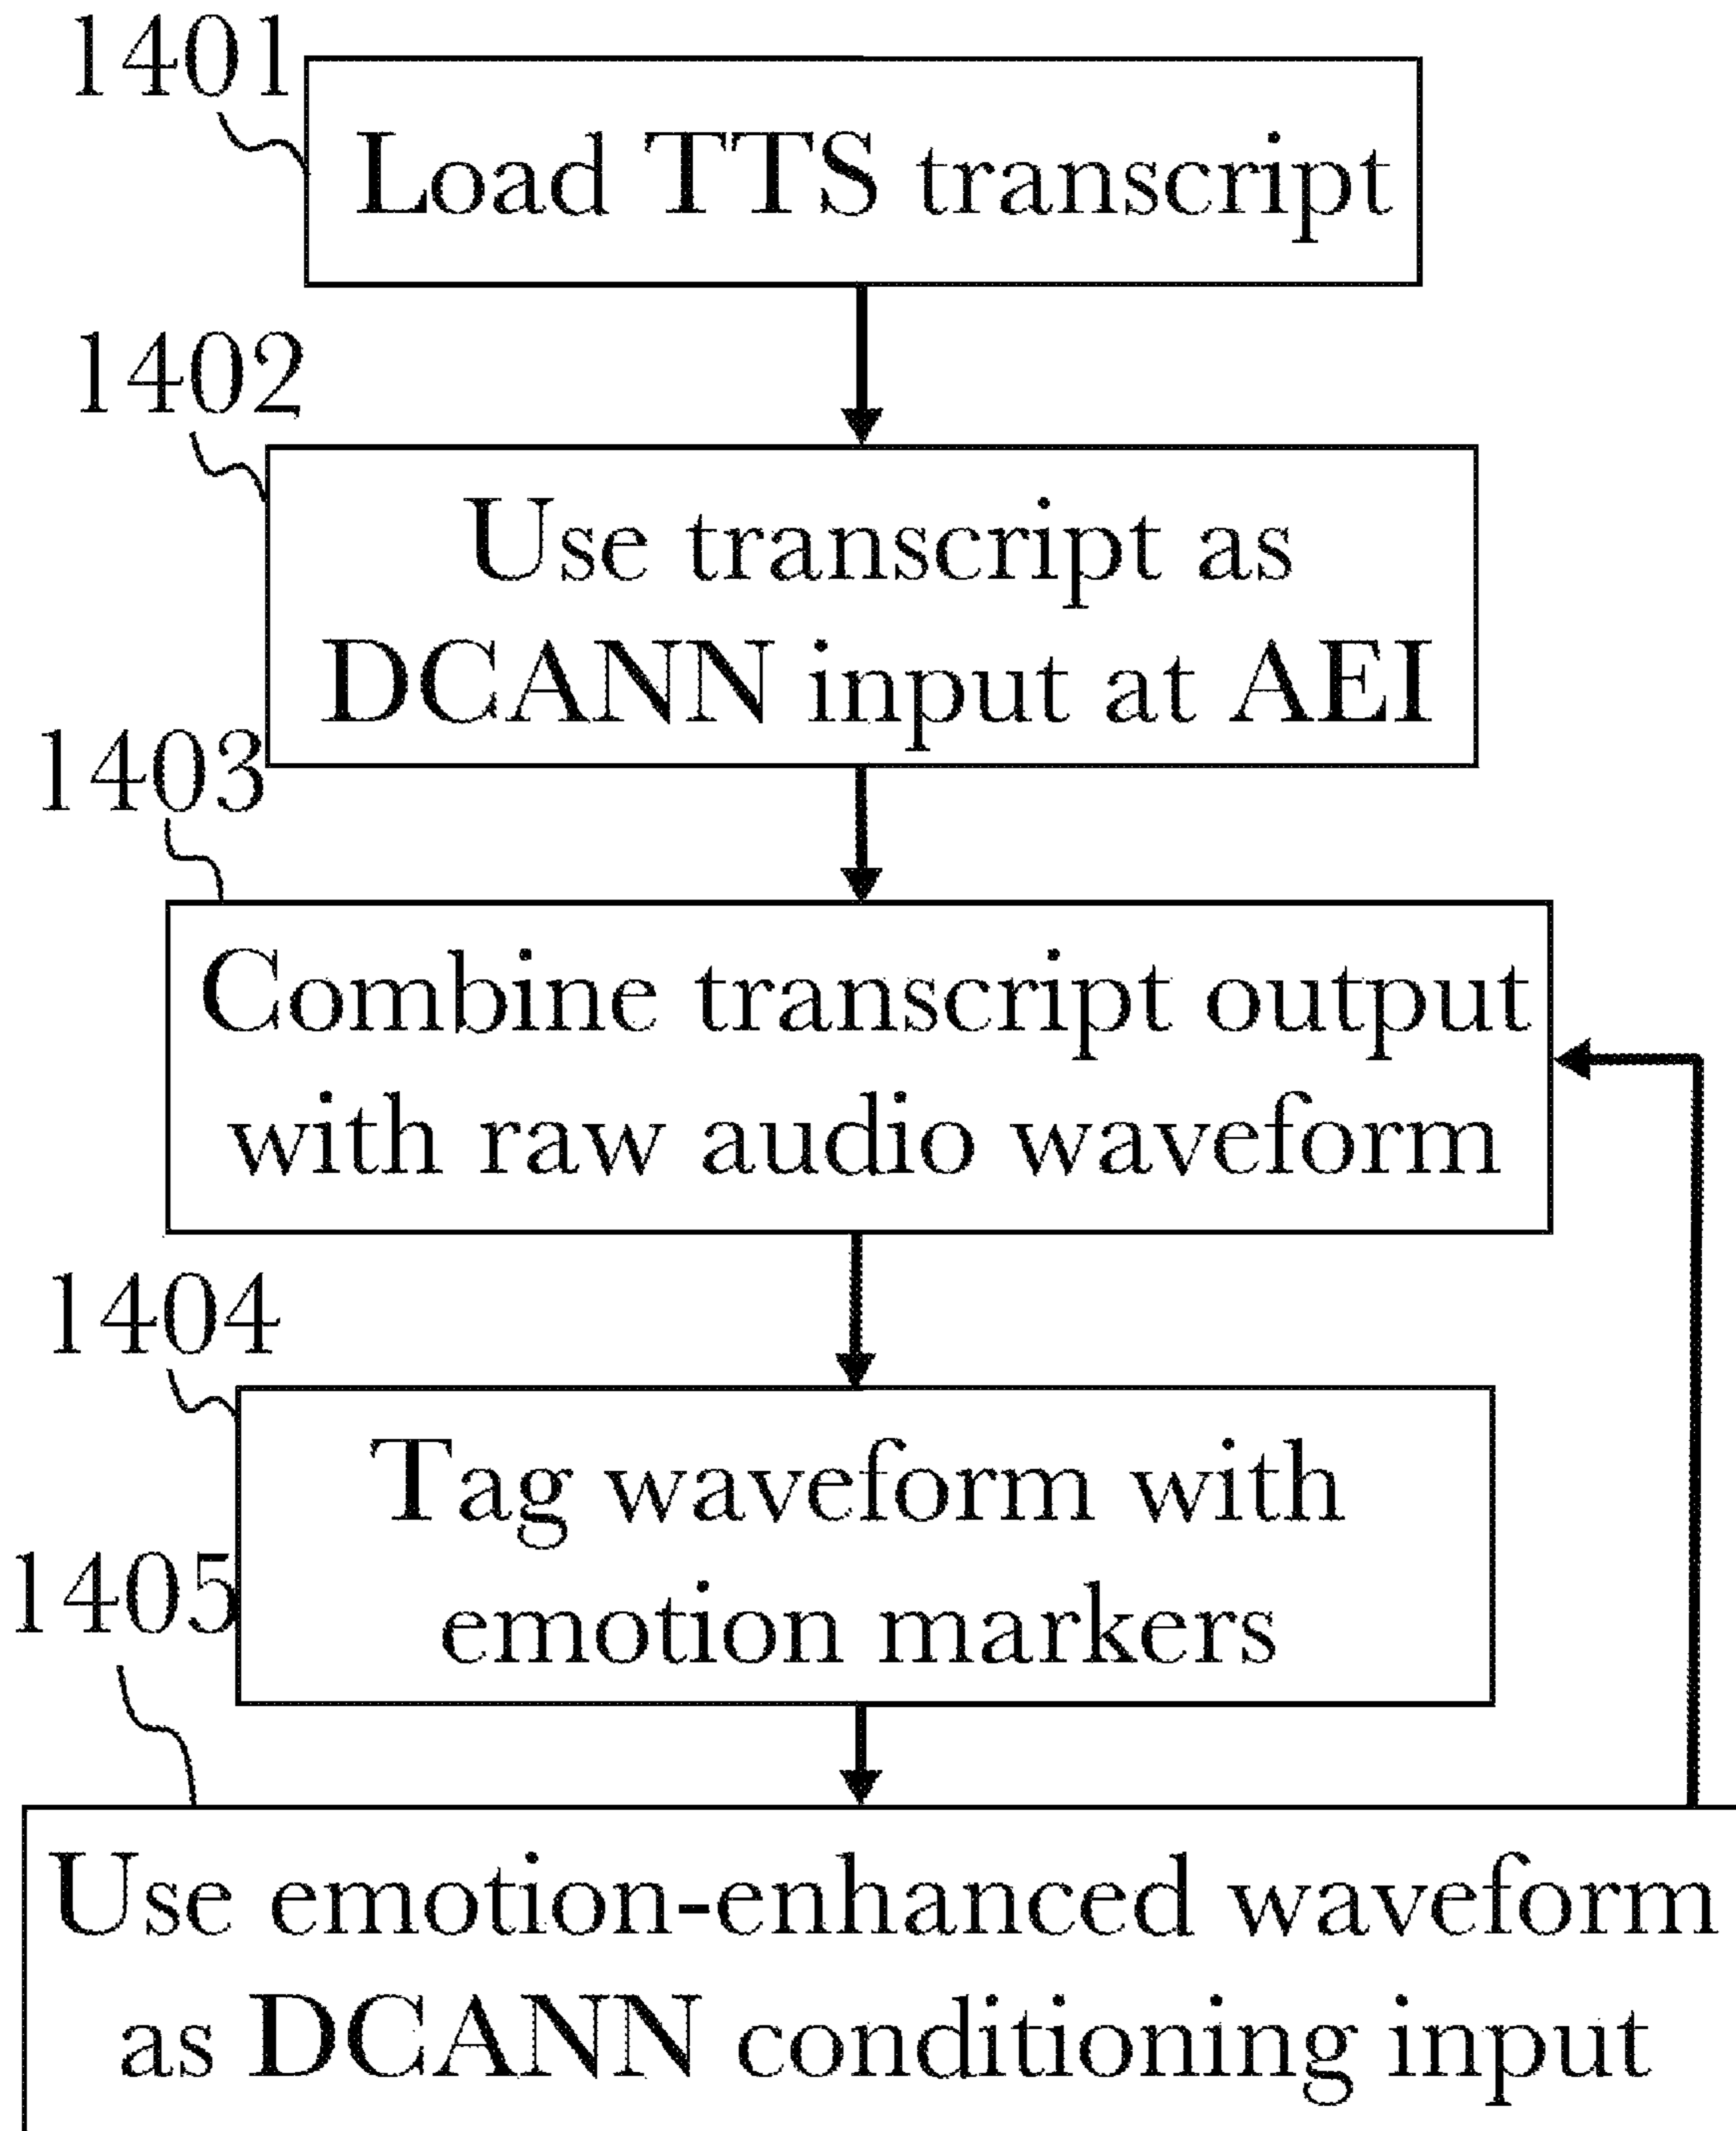 1401
Load TTS transcript
1402
Use transcript as
DCANN input at AEI
1403
Combine transcript output
with raw audio waveform
1404
Tag waveform with
emotion markers
1405
Use emotion-enhanced waveform
as DCANN conditioning input